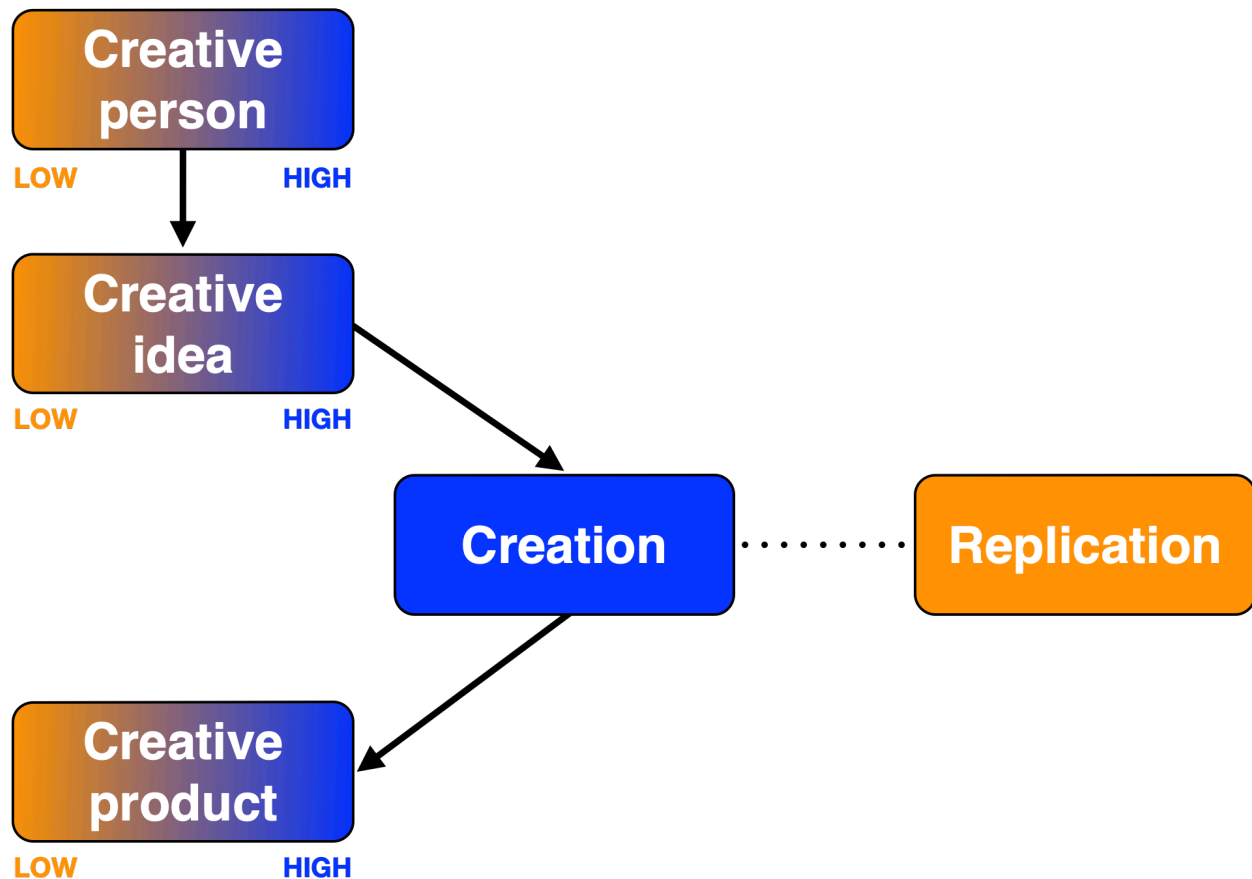 Creative
person
LOW HIGH
Creative
idea
LOW HIGH
Creation Replication
Creative
product
LOW HIGH